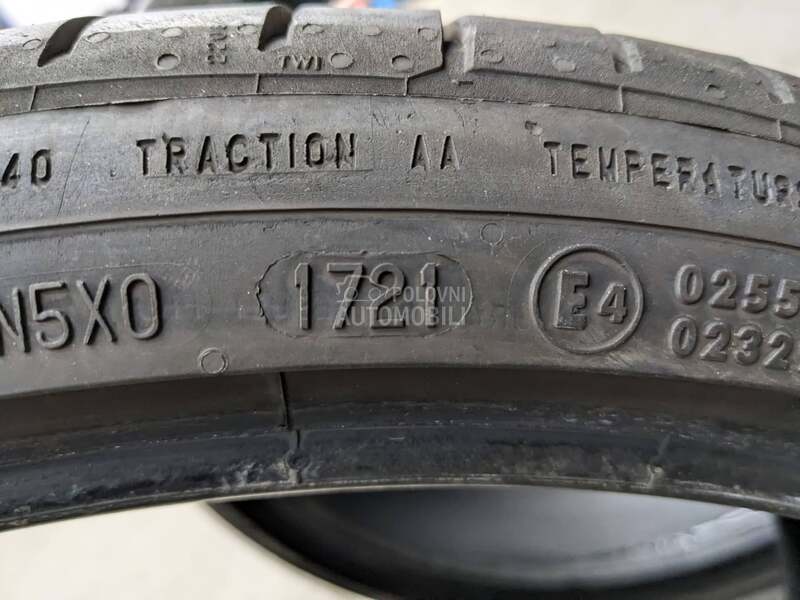 TWI
40 TRACTION AA TEMPERATUR
N5X0 1721 E4 0255
0232
POLOVNI
AUTOMOBILI